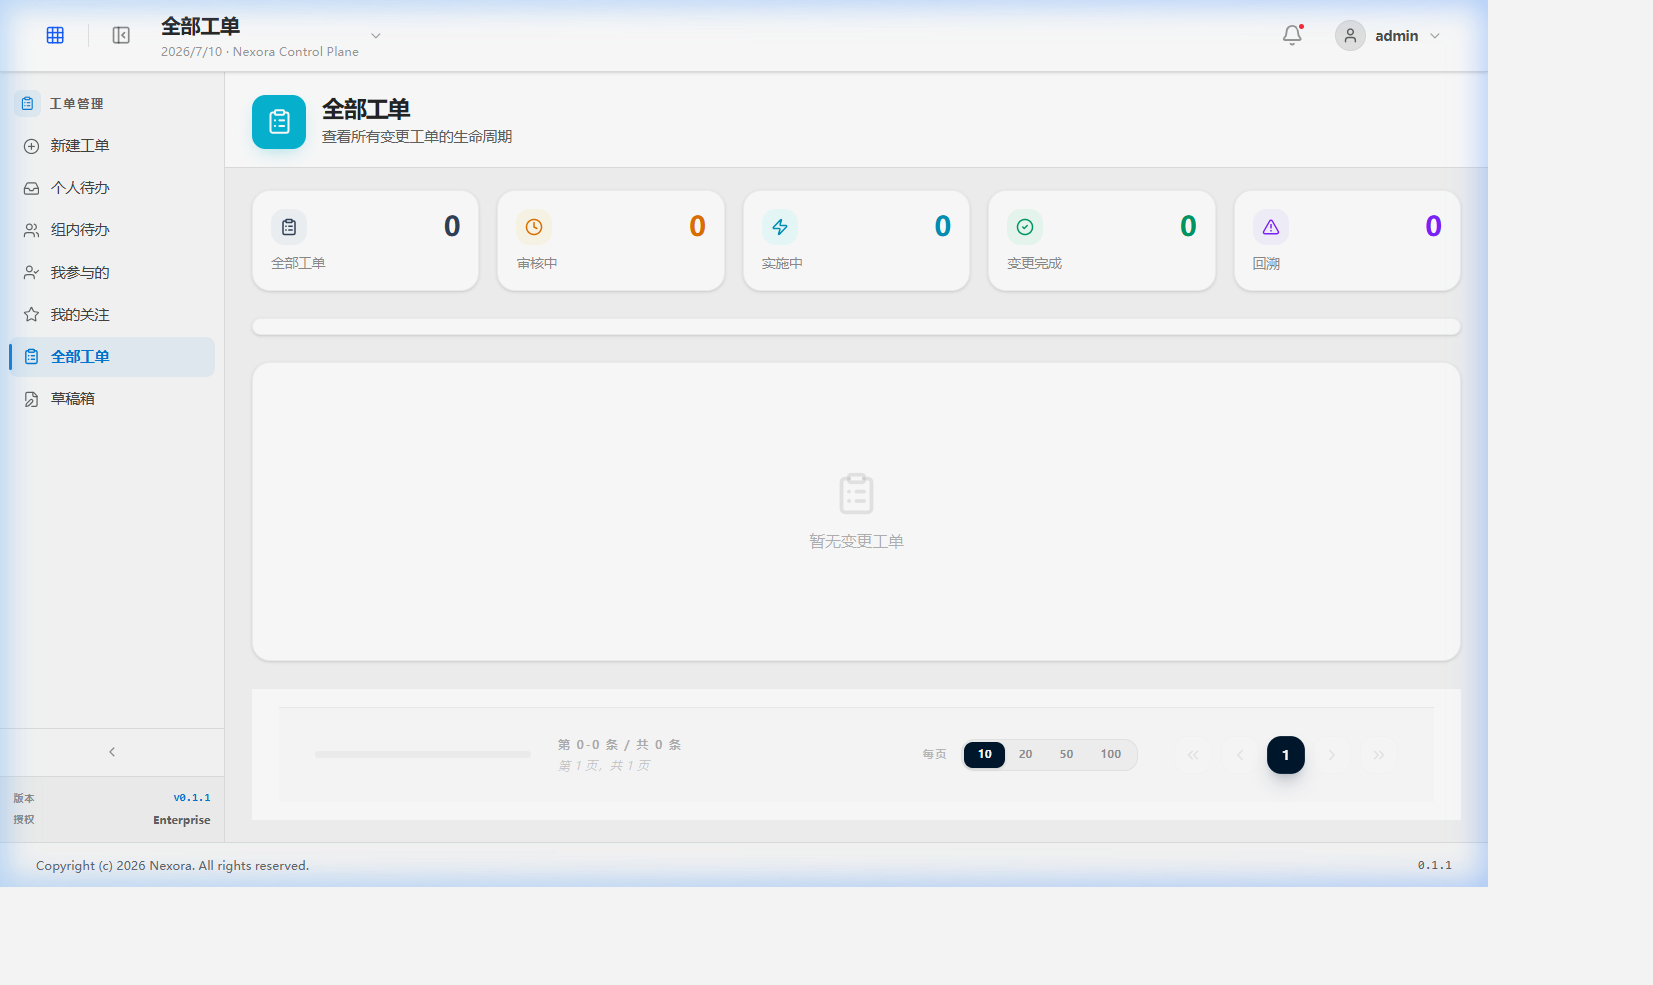 全部工单
2026/7/10 · Nexora Control Plane
admin
工单管理
新建工单
个人待办
组内待办
我参与的
我的关注
全部工单
草稿箱
版本 v0.1.1
授权 Enterprise
全部工单
查看所有变更工单的生命周期
0
全部工单
0
审核中
0
实施中
0
变更完成
0
回溯
暂无变更工单
第 0-0 条 / 共 0 条
第 1 页, 共 1 页
每页 10 20 50 100
1
Copyright (c) 2026 Nexora. All rights reserved.
0.1.1